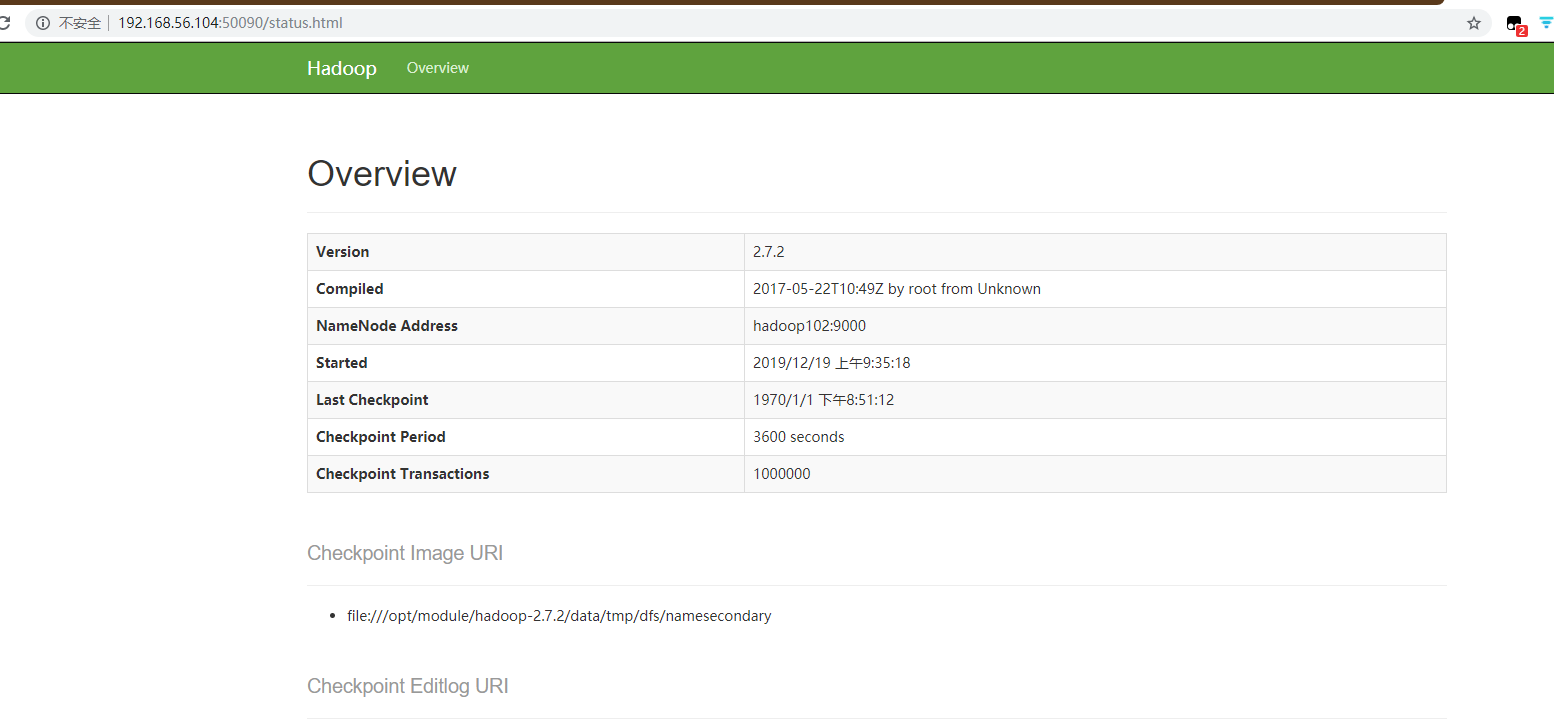 不安全 192.168.56.104:50090/status.html
2
Hadoop Overview
Overview
Version 2.7.2
Compiled 2017-05-22T10:49Z by root from Unknown
NameNode Address hadoop102:9000
Started 2019/12/19 上午9:35:18
Last Checkpoint 1970/1/1 下午8:51:12
Checkpoint Period 3600 seconds
Checkpoint Transactions 1000000
Checkpoint Image URI
file:///opt/module/hadoop-2.7.2/data/tmp/dfs/namesecondary
Checkpoint Editlog URI